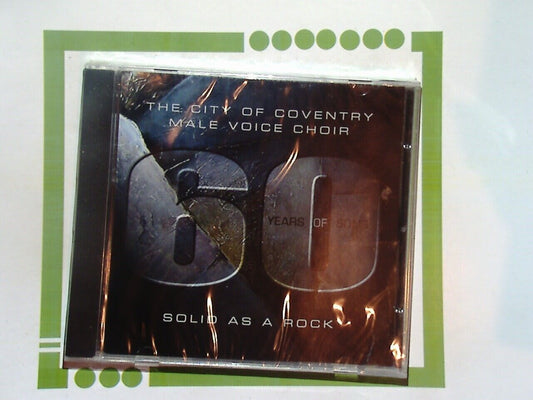 THE CITY OF COVENTRY
MALE VOICE CHOIR
60
YEARS OF SONG
SOLID AS A ROCK